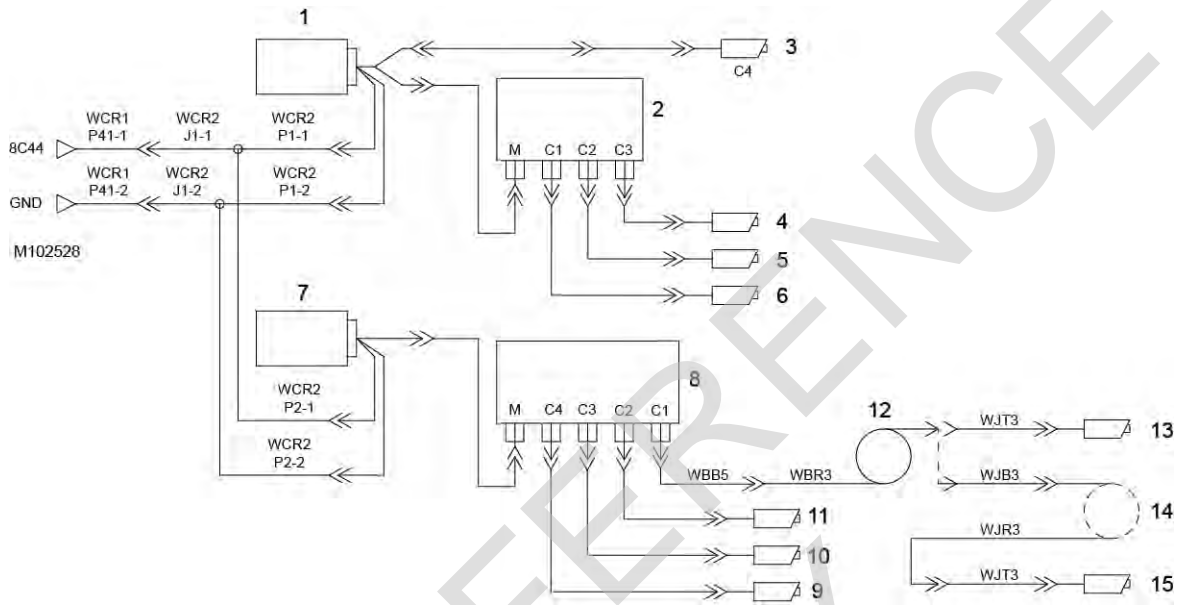 1
3
C4
2
WCR1 WCR2 WCR2
P41-1 J1-1 P1-1
8C44
M C1 C2 C3
WCR1 WCR2 WCR2
P41-2 J1-2 P1-2
GND
4
M102528
5
6
7
8
WCR2
P2-1
M C4 C3 C2 C1
12
WJT3
13
WCR2
P2-2
WBB5 WBR3
WJB3
14
11
WJR3
10
WJT3
15
9